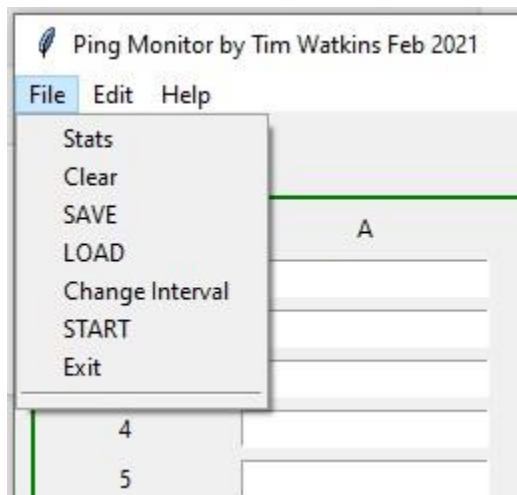 Ping Monitor by Tim Watkins Feb 2021
File Edit Help
Stats
Clear
SAVE
A
LOAD
Change Interval
START
Exit
4
5